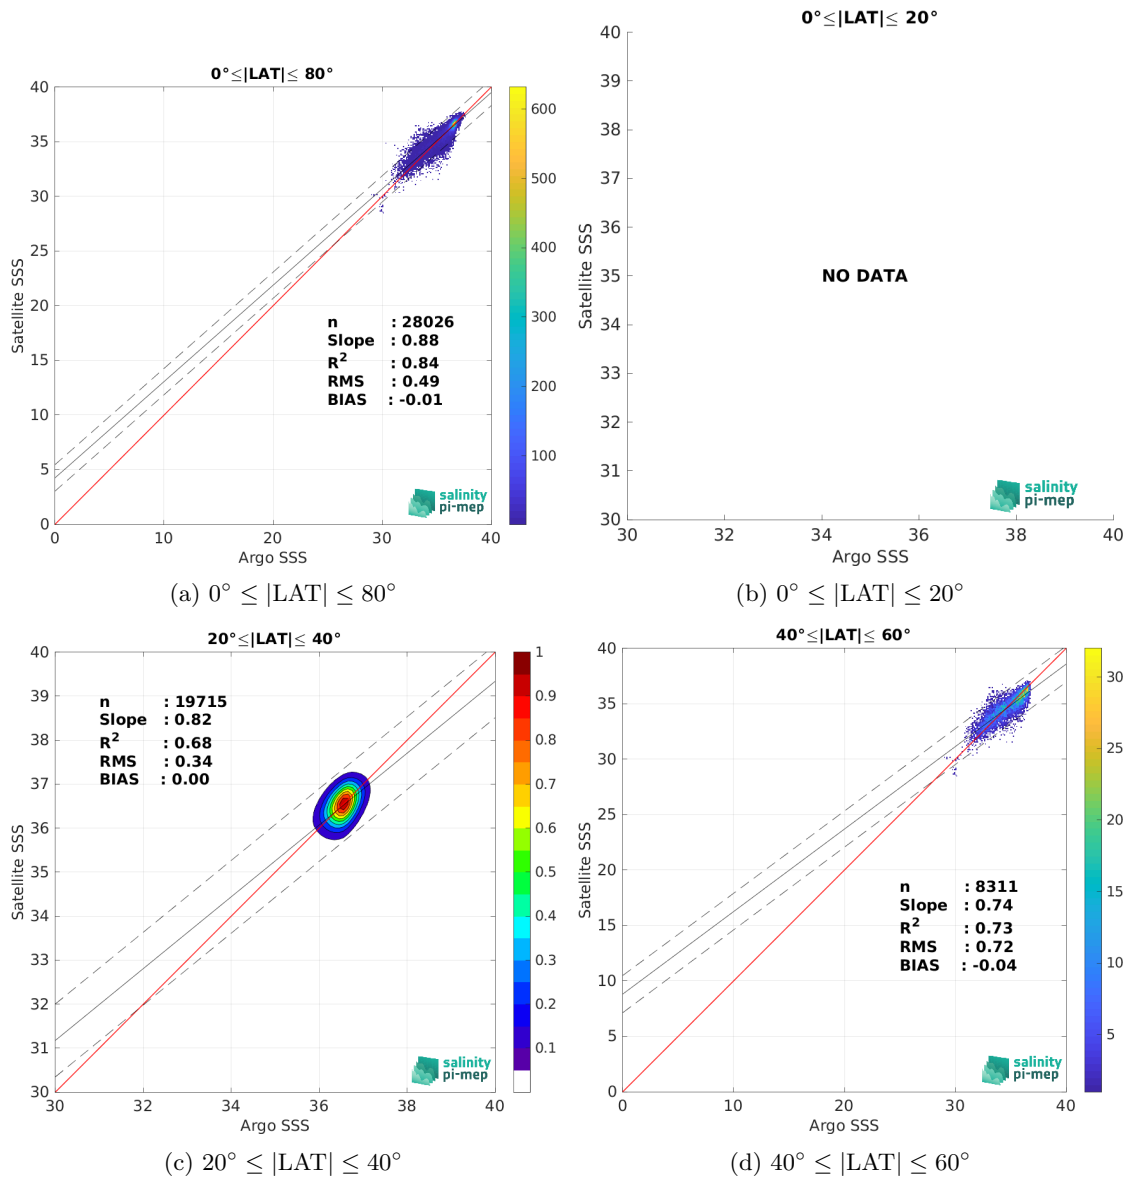 0°≤|LAT|≤ 80°
40
35
30
25
20
15
10
5
0
0
10
20
30
40
Satellite SSS
Argo SSS
n : 28026
Slope : 0.88
R² : 0.84
RMS : 0.49
BIAS : -0.01
salinity
pi-mep
600
500
400
300
200
100
(a) 0° ≤ |LAT| ≤ 80°
0°≤|LAT|≤ 20°
40
39
38
37
36
35
34
33
32
31
30
30
32
34
36
38
40
Satellite SSS
Argo SSS
NO DATA
salinity
pi-mep
(b) 0° ≤ |LAT| ≤ 20°
20°≤|LAT|≤ 40°
40
39
38
37
36
35
34
33
32
31
30
30
32
34
36
38
40
Satellite SSS
Argo SSS
n : 19715
Slope : 0.82
R² : 0.68
RMS : 0.34
BIAS : 0.00
salinity
pi-mep
1
0.9
0.8
0.7
0.6
0.5
0.4
0.3
0.2
0.1
(c) 20° ≤ |LAT| ≤ 40°
40°≤|LAT|≤ 60°
40
35
30
25
20
15
10
5
0
0
10
20
30
40
Satellite SSS
Argo SSS
n : 8311
Slope : 0.74
R² : 0.73
RMS : 0.72
BIAS : -0.04
salinity
pi-mep
30
25
20
15
10
5
(d) 40° ≤ |LAT| ≤ 60°